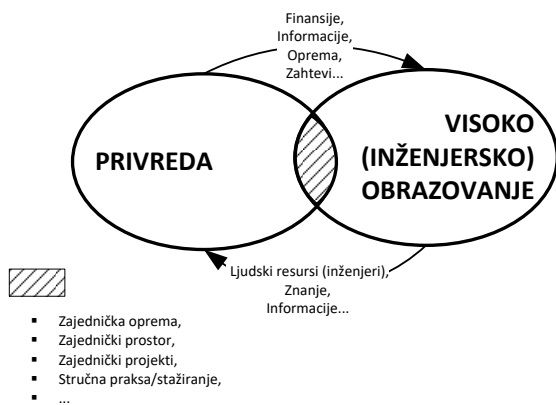 Finansije,
Informacije,
Oprema,
Zahtevi...
PRIVREDA
VISOKO
(INŽENJERSKO)
OBRAZOVANJE
Ljudski resursi (inženjeri),
Znanje,
Informacije...
▪ Zajednička oprema,
▪ Zajednički prostor,
▪ Zajednički projekti,
▪ Stručna praksa/stažiranje,
▪ ...